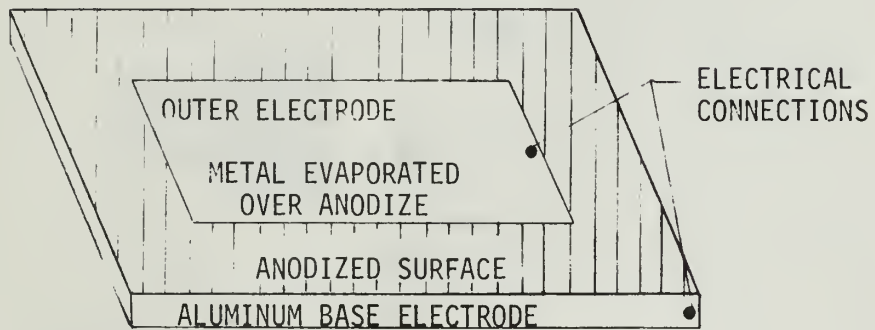 ELECTRICAL
CONNECTIONS
OUTER ELECTRODE
METAL EVAPORATED
OVER ANODIZE
ANODIZED SURFACE
ALUMINUM BASE ELECTRODE